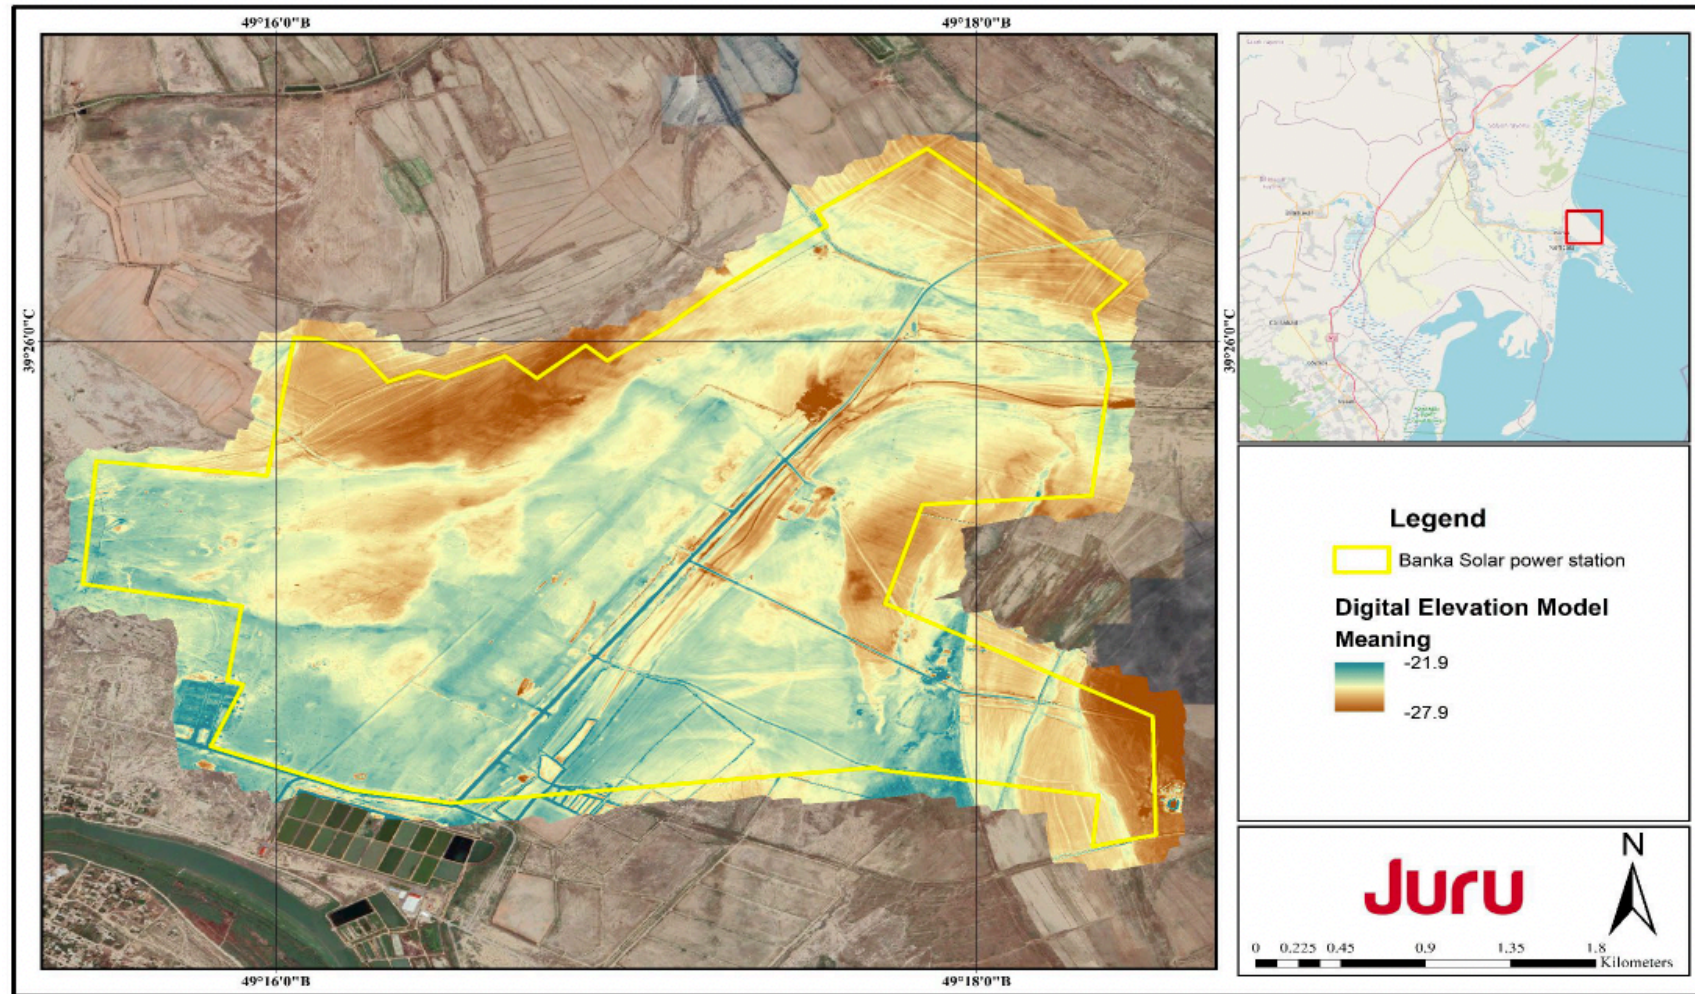 49°16'0"B
49°18'0"B
39°26'0"C
39°26'0"C
49°16'0"B
49°18'0"B
Legend
Banka Solar power station
Digital Elevation Model
Meaning
-21.9
-27.9
Juru
N
0 0.225 0.45 0.9 1.35 1.8
Kilometers